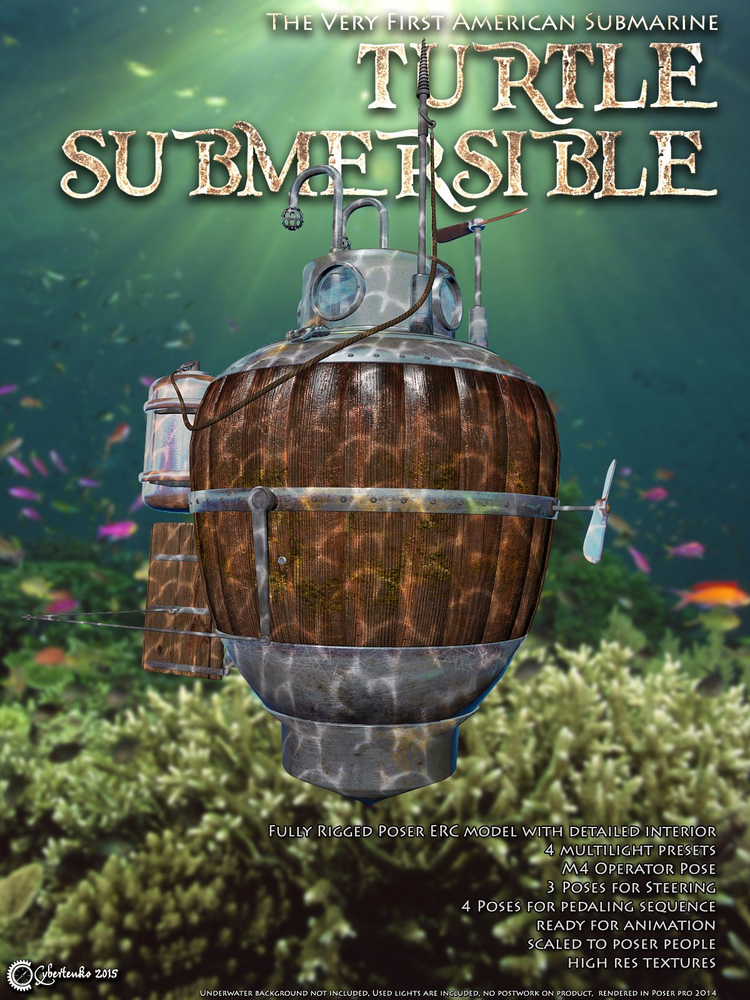 The Very First American Submarine
TURTLE
SUBMERSIBLE
Fully Rigged Poser ERC model with detailed interior
4 multilight presets
M4 Operator Pose
3 Poses for Steering
4 Poses for pedaling sequence
ready for animation
scaled to poser people
high res textures
Cybertenko 2015
Underwater background not included, Used lights are included, no postwork on product, rendered in Poser pro 2014